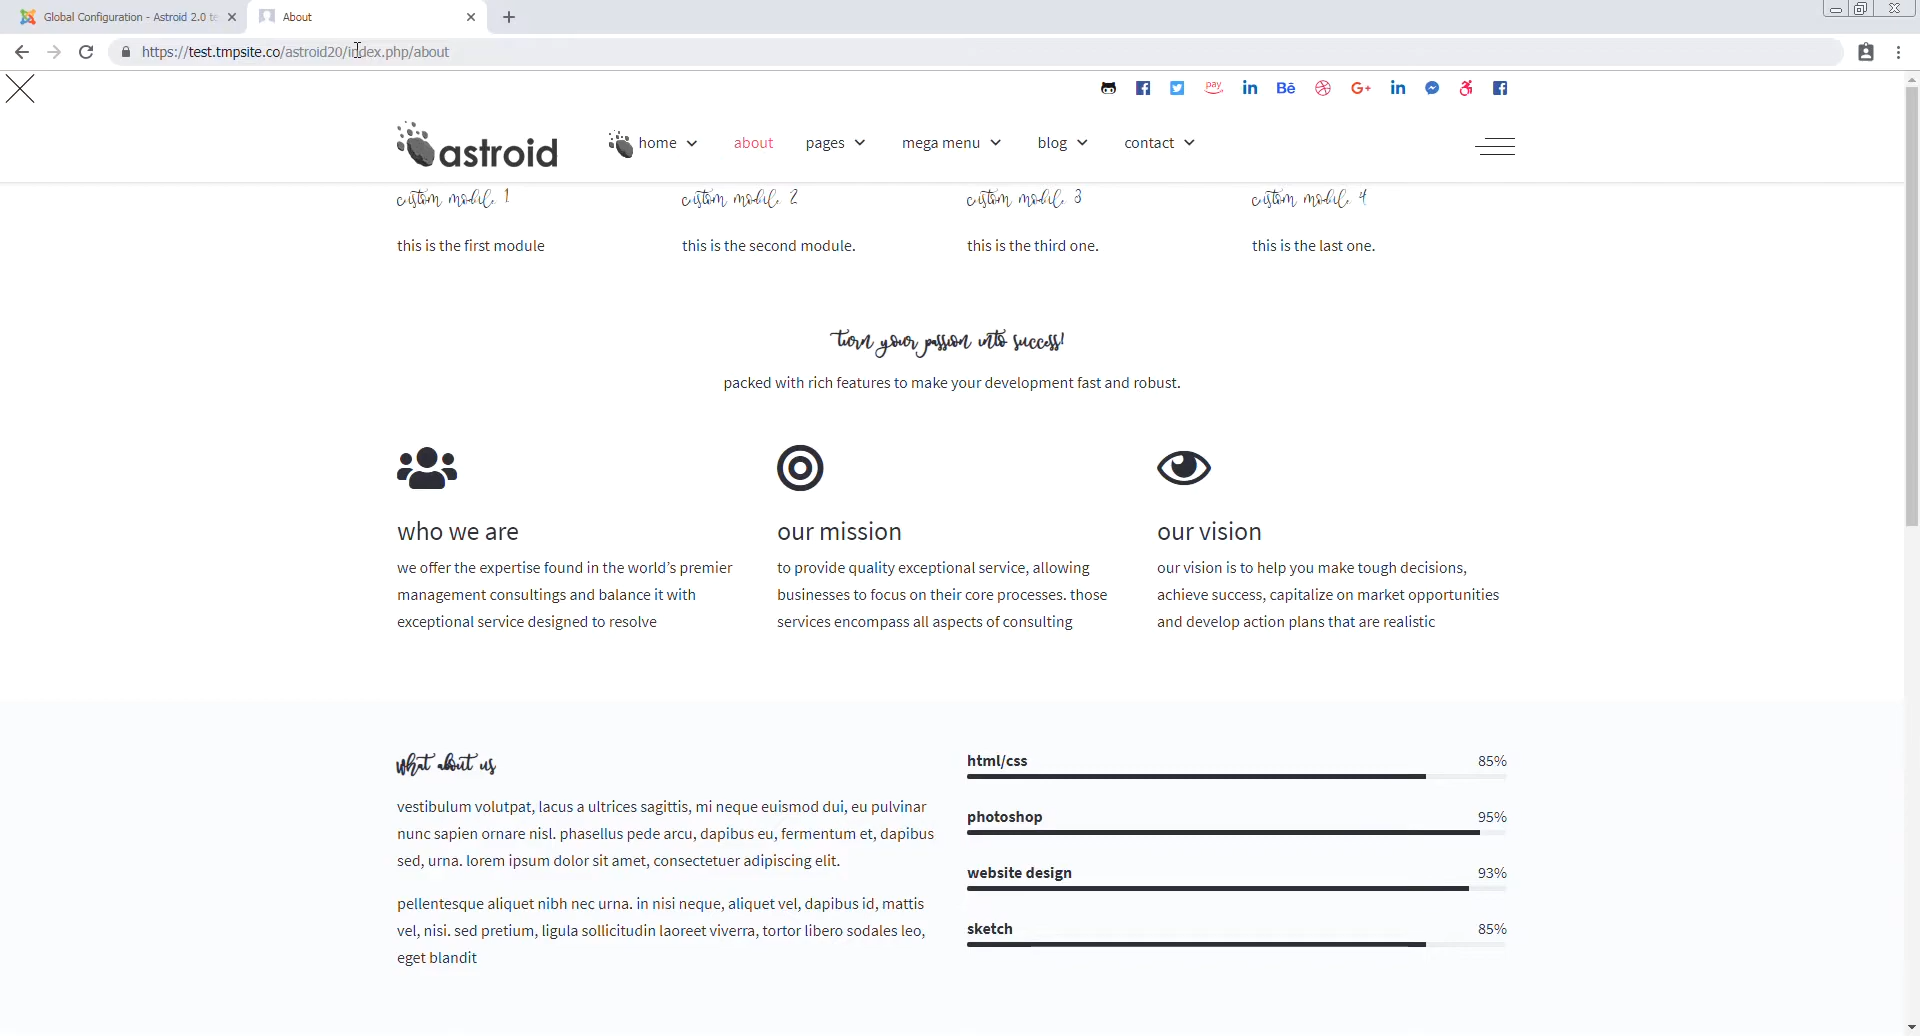 Global Configuration - Astroid 2.0 te
About
https://test.tmpsite.co/astroid20/index.php/about
pay
in
Bē
G+
in
astroid
home
about
pages
mega menu
blog
contact
custom module 1
custom module 2
custom module 3
custom module 4
this is the first module
this is the second module.
this is the third one.
this is the last one.
turn your passion into success!
packed with rich features to make your development fast and robust.
who we are
we offer the expertise found in the world’s premier
management consultings and balance it with
exceptional service designed to resolve
our mission
to provide quality exceptional service, allowing
businesses to focus on their core processes. those
services encompass all aspects of consulting
our vision
our vision is to help you make tough decisions,
achieve success, capitalize on market opportunities
and develop action plans that are realistic
what about us
vestibulum volutpat, lacus a ultrices sagittis, mi neque euismod dui, eu pulvinar
nunc sapien ornare nisl. phasellus pede arcu, dapibus eu, fermentum et, dapibus
sed, urna. lorem ipsum dolor sit amet, consectetuer adipiscing elit.
pellentesque aliquet nibh nec urna. in nisi neque, aliquet vel, dapibus id, mattis
vel, nisi. sed pretium, ligula sollicitudin laoreet viverra, tortor libero sodales leo,
eget blandit
html/css 85%
photoshop 95%
website design 93%
sketch 85%